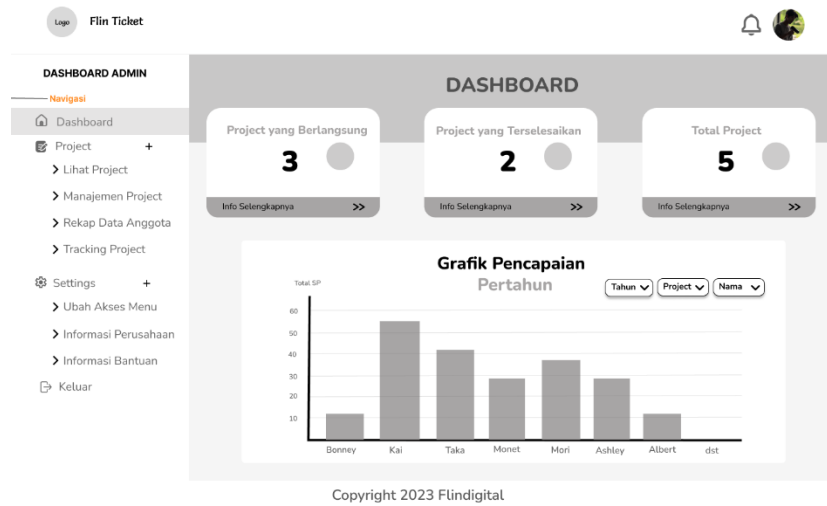 Logo
Flin Ticket
DASHBOARD ADMIN
Navigasi
Dashboard
Project +
Lihat Project
Manajemen Project
Rekap Data Anggota
Tracking Project
Settings +
Ubah Akses Menu
Informasi Perusahaan
Informasi Bantuan
Keluar
DASHBOARD
Project yang Berlangsung
3
Info Selengkapnya >>
Project yang Terselesaikan
2
Info Selengkapnya >>
Total Project
5
Info Selengkapnya >>
Grafik Pencapaian
Pertahun
Tahun Project Nama
Total SP
60
50
40
30
20
10
Bonney Kai Taka Monet Mori Ashley Albert dst
Copyright 2023 Flindigital